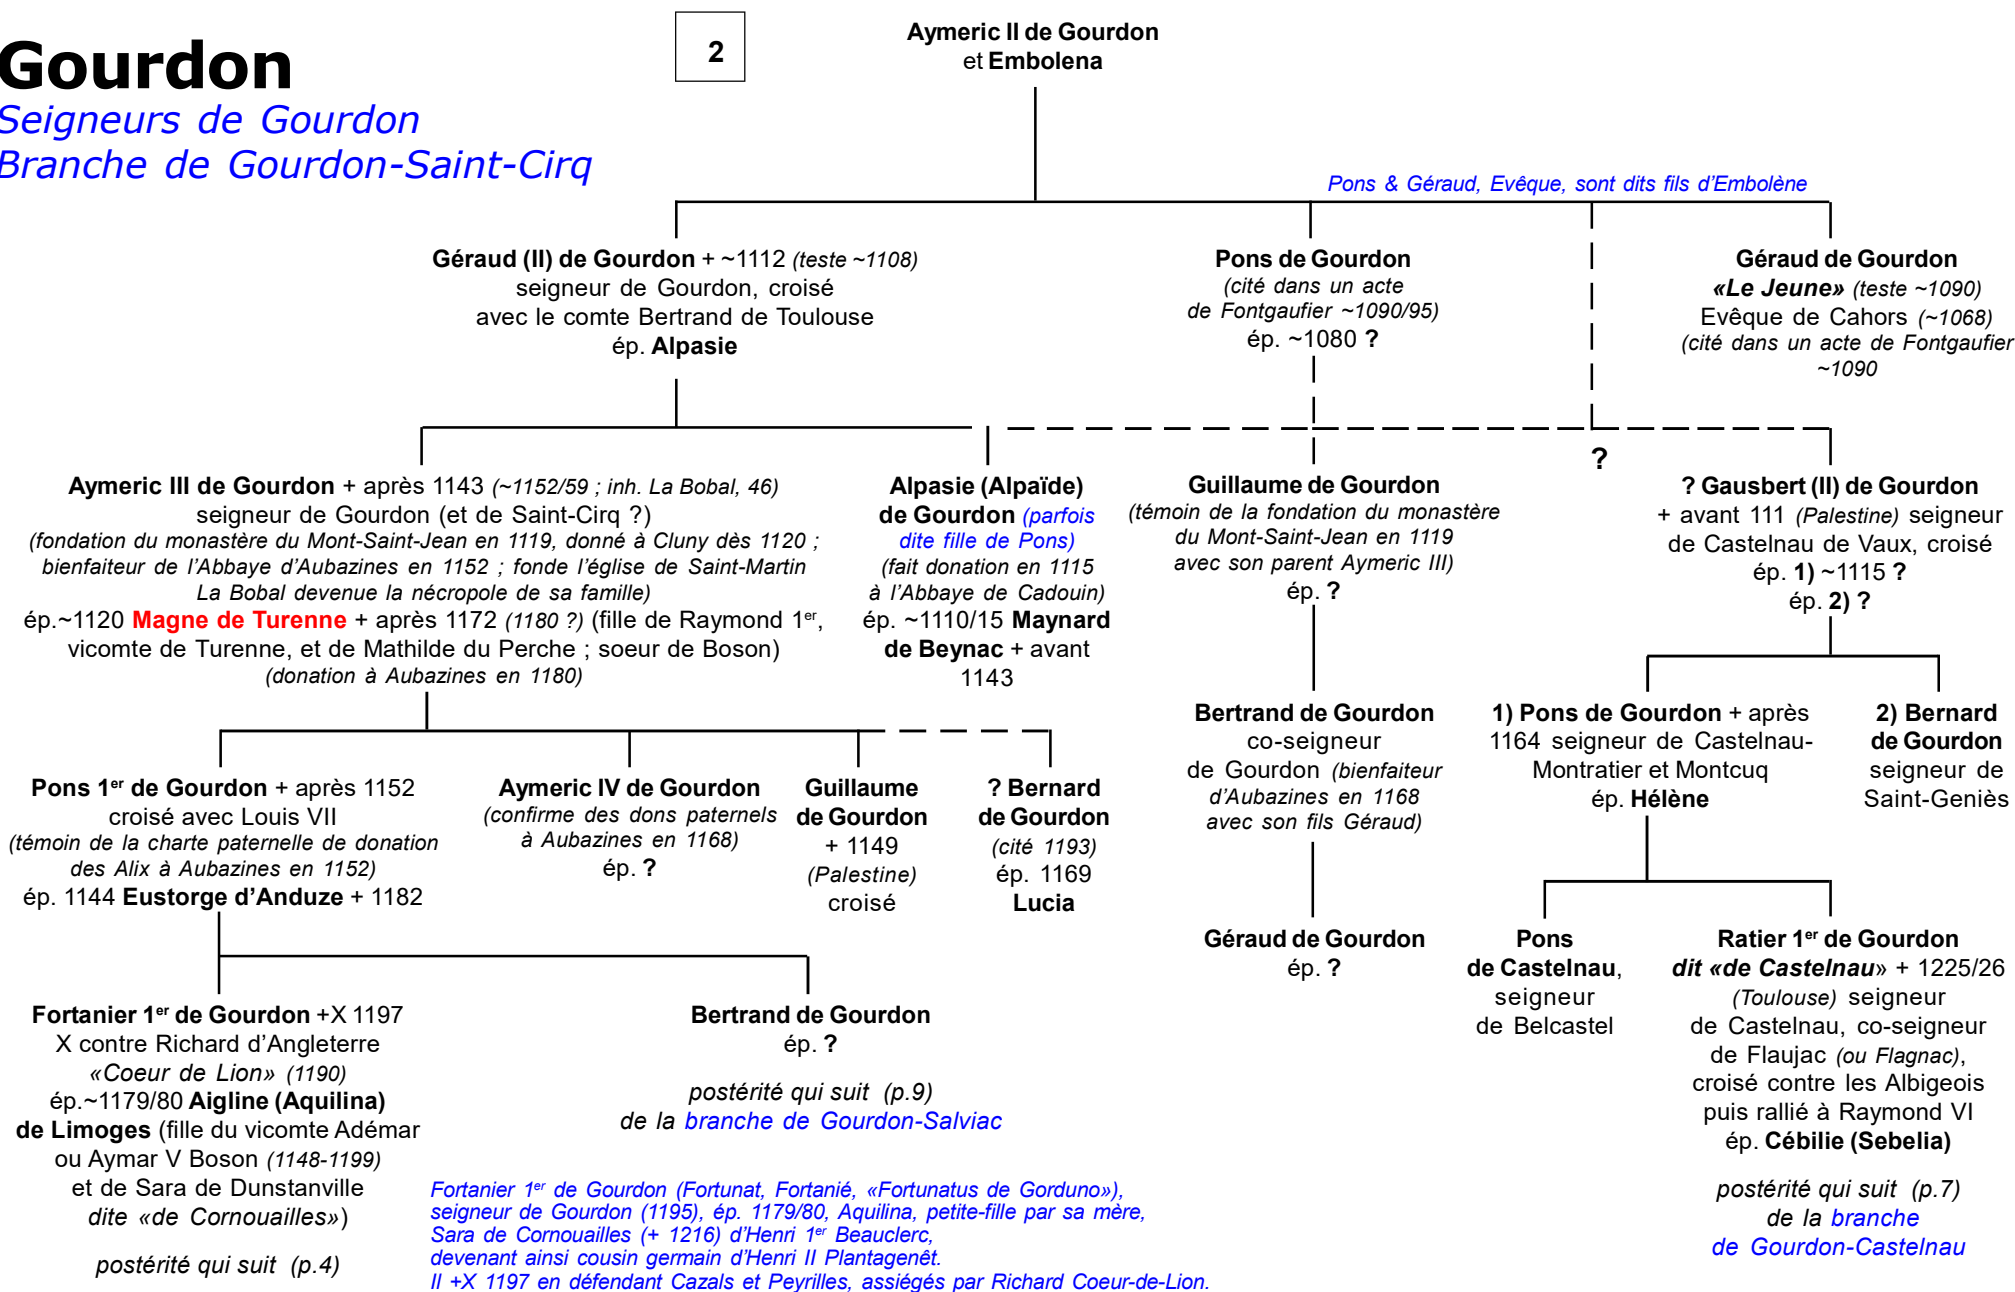 Gourdon
Seigneurs de Gourdon
Branche de Gourdon-Saint-Cirq
2
Aymeric II de Gourdon
et Embolena
Pons & Géraud, Evêque, sont dits fils d'Embolène
Géraud (II) de Gourdon + ~1112 (teste ~1108)
seigneur de Gourdon, croisé
avec le comte Bertrand de Toulouse
ép. Alpasie
Pons de Gourdon
(cité dans un acte
de Fontgaufier ~1090/95)
ép. ~1080 ?
Géraud de Gourdon
«Le Jeune» (teste ~1090)
Evêque de Cahors (~1068)
(cité dans un acte de Fontgaufier
~1090
?
Aymeric III de Gourdon + après 1143 (~1152/59 ; inh. La Bobal, 46)
seigneur de Gourdon (et de Saint-Cirq ?)
(fondation du monastère du Mont-Saint-Jean en 1119, donné à Cluny dès 1120 ;
bienfaiteur de l'Abbaye d'Aubazines en 1152 ; fonde l'église de Saint-Martin
La Bobal devenue la nécropole de sa famille)
ép.~1120 Magne de Turenne + après 1172 (1180 ?) (fille de Raymond 1er,
vicomte de Turenne, et de Mathilde du Perche ; soeur de Boson)
(donation à Aubazines en 1180)
Alpasie (Alpaïde)
de Gourdon (parfois
dite fille de Pons)
(fait donation en 1115
à l'Abbaye de Cadouin)
ép. ~1110/15 Maynard
de Beynac + avant
1143
Guillaume de Gourdon
(témoin de la fondation du monastère
du Mont-Saint-Jean en 1119
avec son parent Aymeric III)
ép. ?
? Gausbert (II) de Gourdon
+ avant 111 (Palestine) seigneur
de Castelnau de Vaux, croisé
ép. 1) ~1115 ?
ép. 2) ?
Bertrand de Gourdon
co-seigneur
de Gourdon (bienfaiteur
d'Aubazines en 1168
avec son fils Géraud)
1) Pons de Gourdon + après
1164 seigneur de Castelnau-
Montratier et Montcuq
ép. Hélène
2) Bernard
de Gourdon
seigneur de
Saint-Geniès
Pons 1er de Gourdon + après 1152
croisé avec Louis VII
(témoin de la charte paternelle de donation
des Alix à Aubazines en 1152)
ép. 1144 Eustorge d'Anduze + 1182
Aymeric IV de Gourdon
(confirme des dons paternels
à Aubazines en 1168)
ép. ?
Guillaume
de Gourdon
+ 1149
(Palestine)
croisé
? Bernard
de Gourdon
(cité 1193)
ép. 1169
Lucia
Géraud de Gourdon
ép. ?
Pons
de Castelnau,
seigneur
de Belcastel
Ratier 1er de Gourdon
dit «de Castelnau» + 1225/26
(Toulouse) seigneur
de Castelnau, co-seigneur
de Flaujac (ou Flagnac),
croisé contre les Albigeois
puis rallié à Raymond VI
ép. Cébilie (Sebelia)
postérité qui suit (p.7)
de la branche
de Gourdon-Castelnau
Fortanier 1er de Gourdon +X 1197
X contre Richard d'Angleterre
«Coeur de Lion» (1190)
ép.~1179/80 Aigline (Aquilina)
de Limoges (fille du vicomte Adémar
ou Aymar V Boson (1148-1199)
et de Sara de Dunstanville
dite «de Cornouailles»)
postérité qui suit (p.4)
Bertrand de Gourdon
ép. ?
postérité qui suit (p.9)
de la branche de Gourdon-Salviac
Fortanier 1er de Gourdon (Fortunat, Fortanié, «Fortunatus de Gorduno»),
seigneur de Gourdon (1195), ép. 1179/80, Aquilina, petite-fille par sa mère,
Sara de Cornouailles (+ 1216) d'Henri 1er Beauclerc,
devenant ainsi cousin germain d'Henri II Plantagenêt.
Il +X 1197 en défendant Cazals et Peyrilles, assiégés par Richard Coeur-de-Lion.